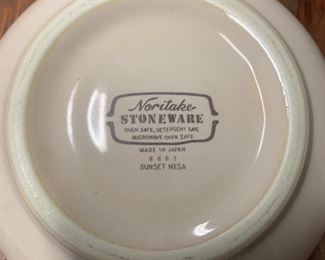 Noritake
STONEWARE
OVEN SAFE, DETERGENT SAFE
MICROWAVE OVEN SAFE
MADE IN JAPAN
8663
SUNSET MESA